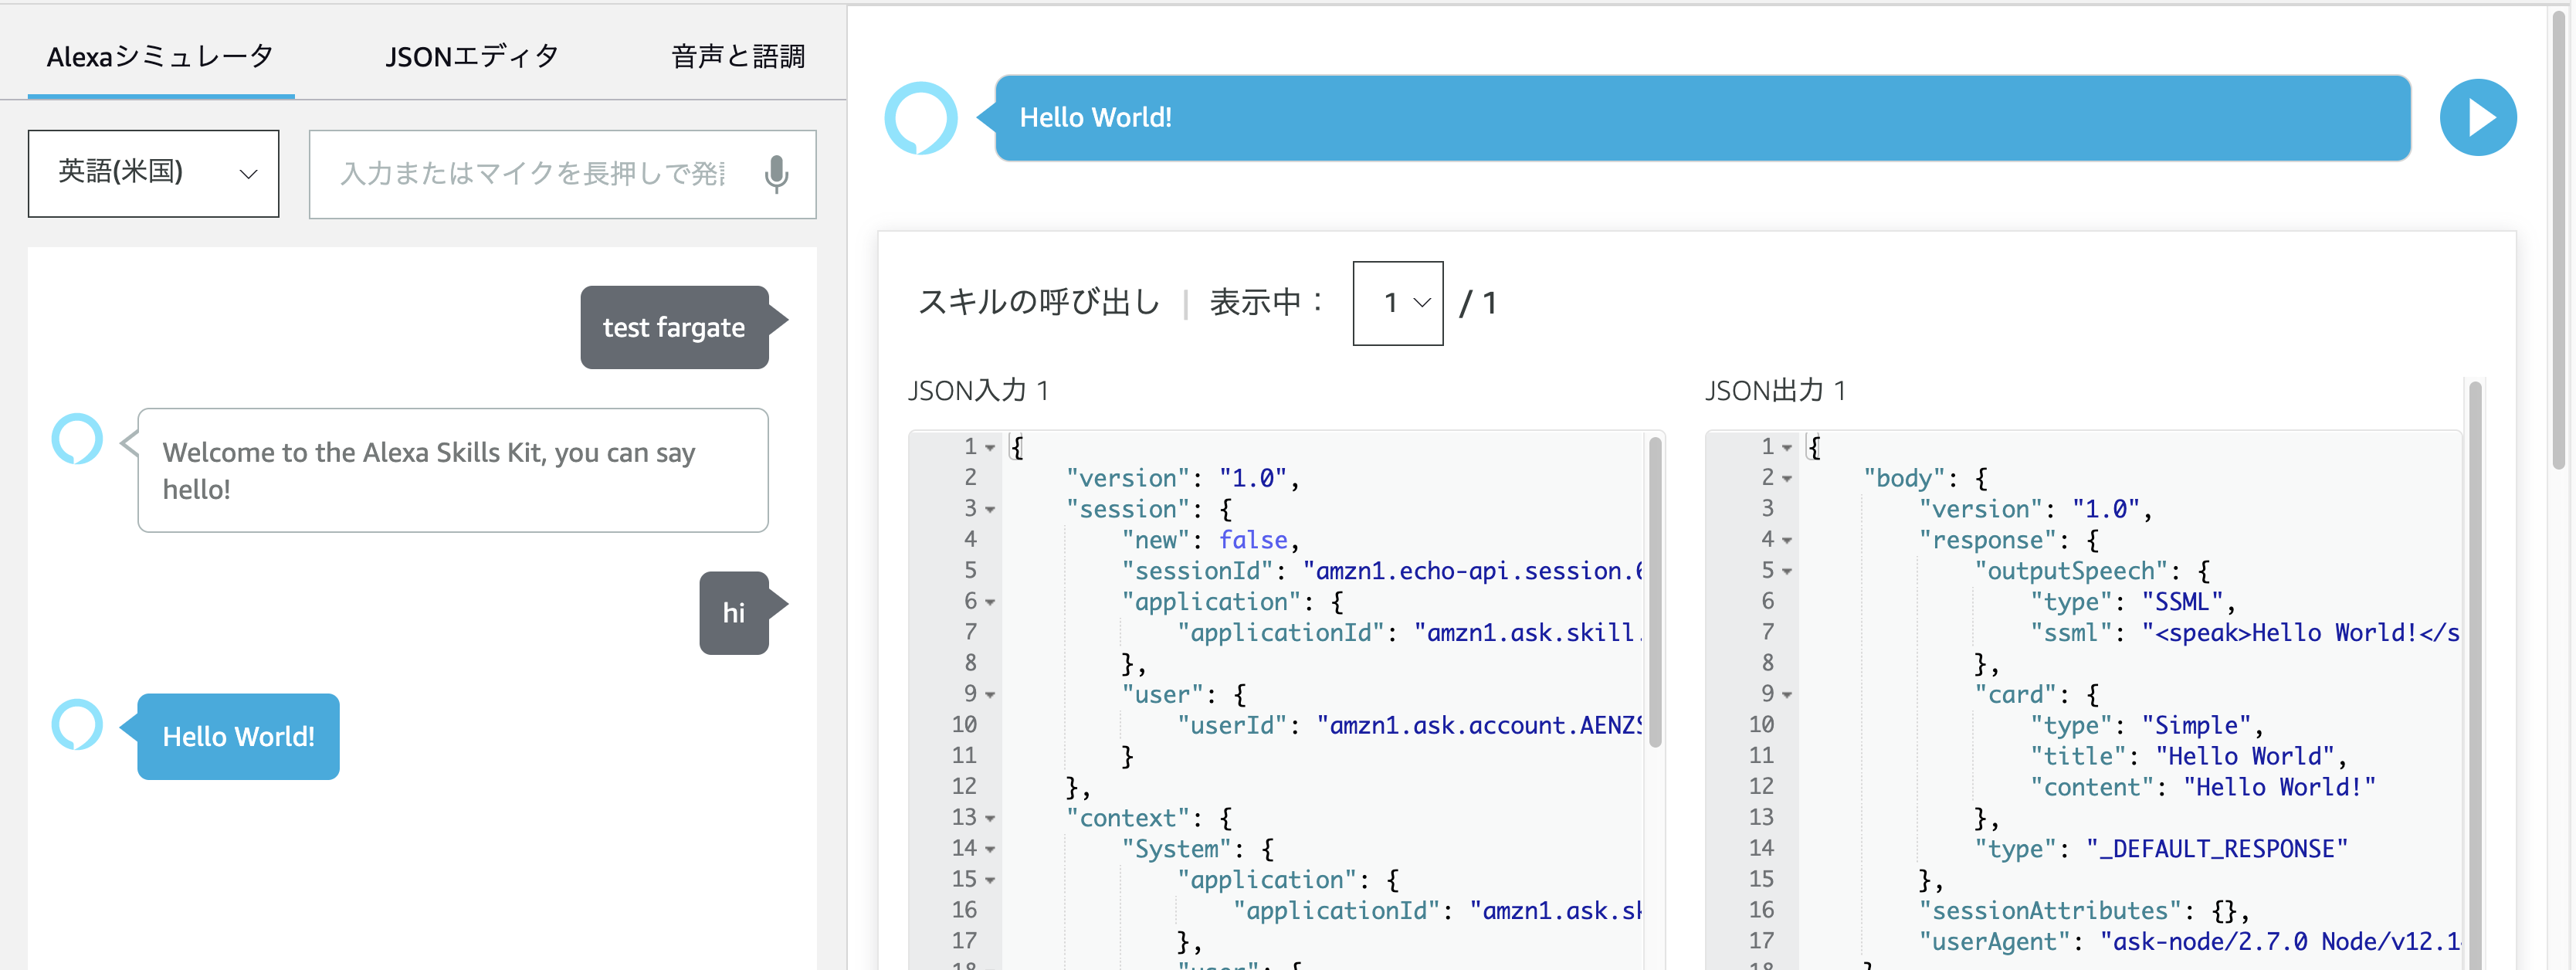 Alexaシミュレータ JSONエディタ 音声と語調
英語(米国)
入力またはマイクを長押しで発
test fargate
Welcome to the Alexa Skills Kit, you can say
hello!
hi
Hello World!
Hello World!
スキルの呼び出し | 表示中： 1 / 1
JSON入力 1
1 {
2 "version": "1.0",
3 "session": {
4 "new": false,
5 "sessionId": "amzn1.echo-api.session.6
6 "application": {
7 "applicationId": "amzn1.ask.skill.
8 },
9 "user": {
10 "userId": "amzn1.ask.account.AENZS
11 }
12 },
13 "context": {
14 "System": {
15 "application": {
16 "applicationId": "amzn1.ask.sk
17 },
18 "user": {
JSON出力 1
1 {
2 "body": {
3 "version": "1.0",
4 "response": {
5 "outputSpeech": {
6 "type": "SSML",
7 "ssml": "<speak>Hello World!</s
8 },
9 "card": {
10 "type": "Simple",
11 "title": "Hello World",
12 "content": "Hello World!"
13 },
14 "type": "_DEFAULT_RESPONSE"
15 },
16 "sessionAttributes": {},
17 "userAgent": "ask-node/2.7.0 Node/v12.1
18 }